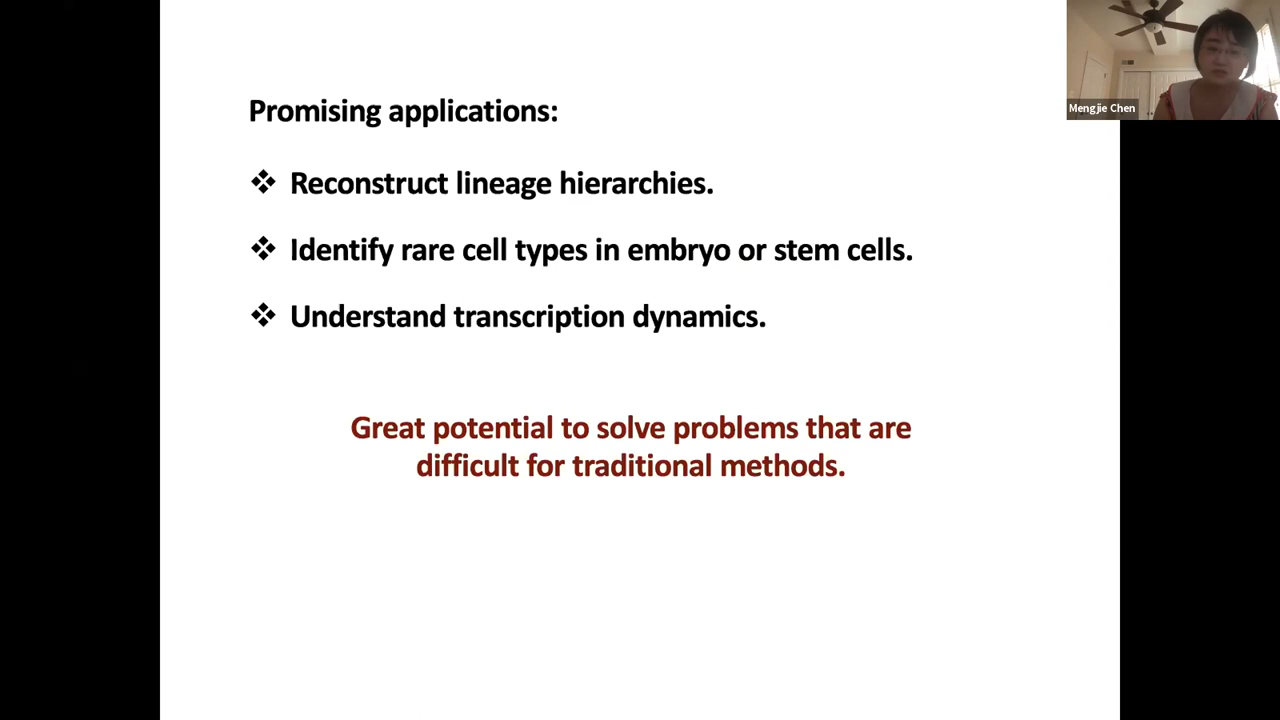 Promising applications:
❖ Reconstruct lineage hierarchies.
❖ Identify rare cell types in embryo or stem cells.
❖ Understand transcription dynamics.
Great potential to solve problems that are
difficult for traditional methods.
Mengjie Chen